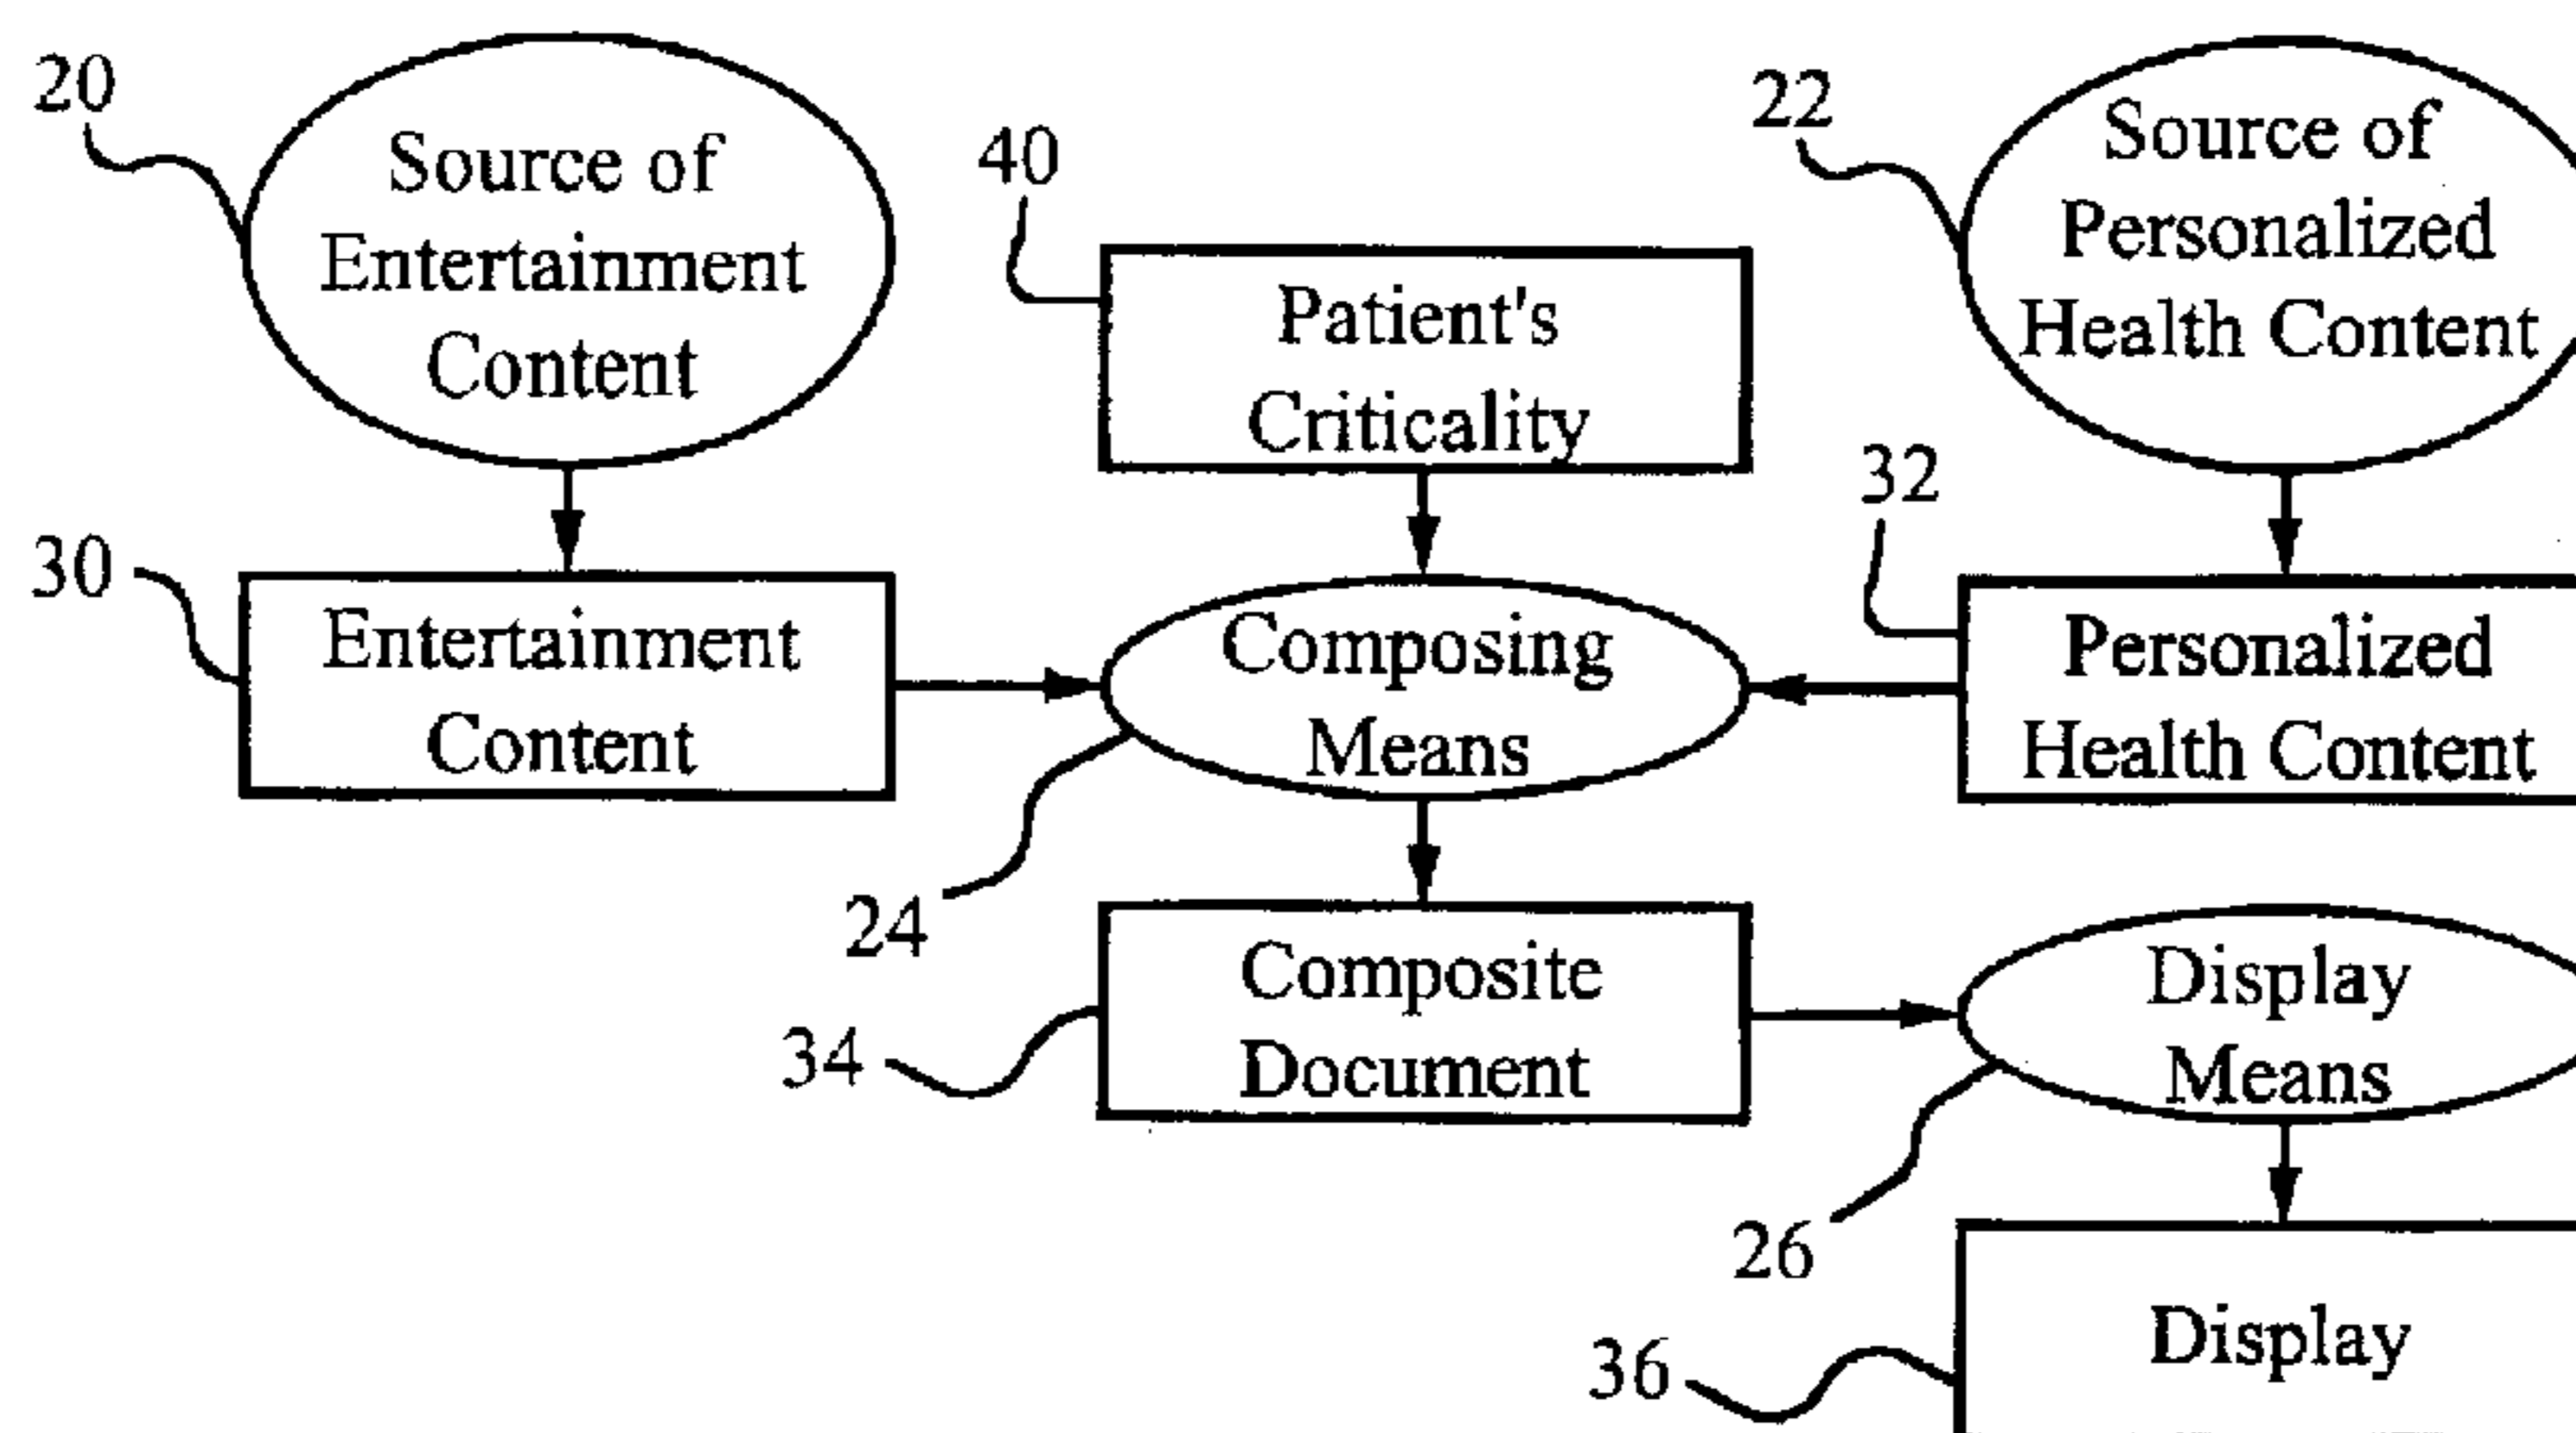 20
Source of
Entertainment
Content
40
Patient's
Criticality
22
Source of
Personalized
Health Content
30
Entertainment
Content
24
Composing
Means
32
Personalized
Health Content
34
Composite
Document
26
Display
Means
36
Display